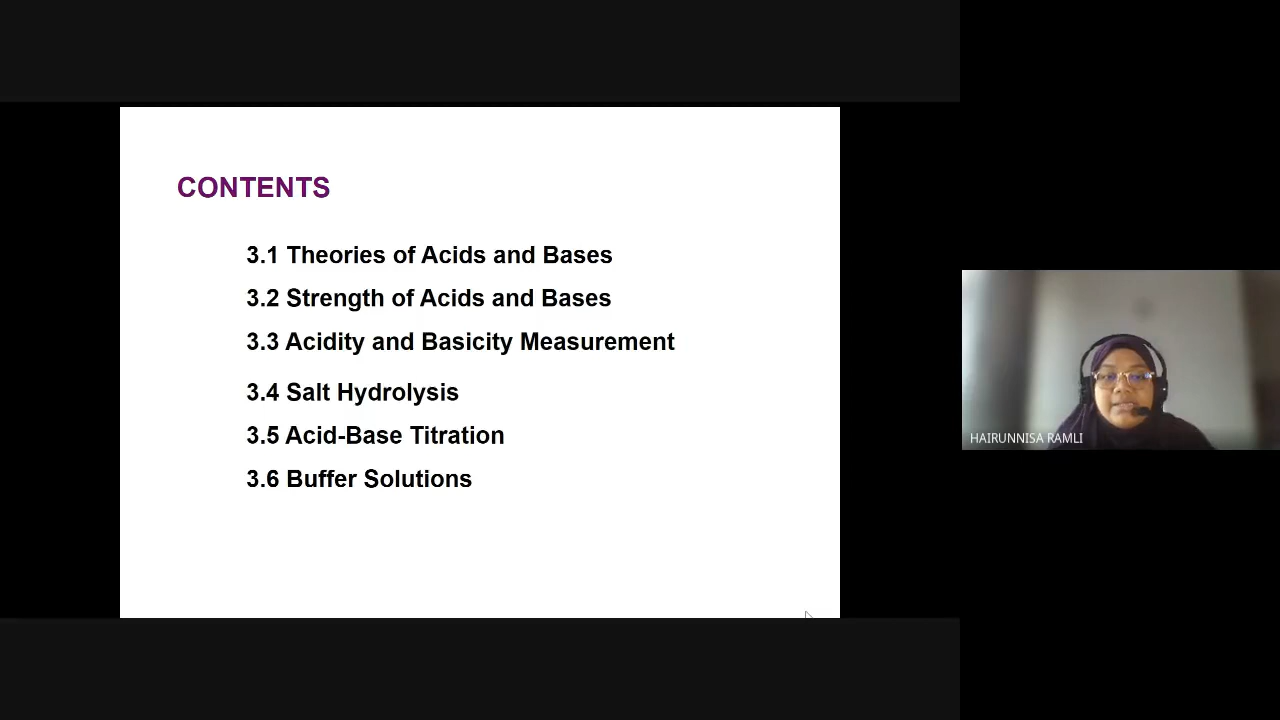 CONTENTS
3.1 Theories of Acids and Bases
3.2 Strength of Acids and Bases
3.3 Acidity and Basicity Measurement
3.4 Salt Hydrolysis
3.5 Acid-Base Titration
3.6 Buffer Solutions
HAIRUNNISA RAMLI